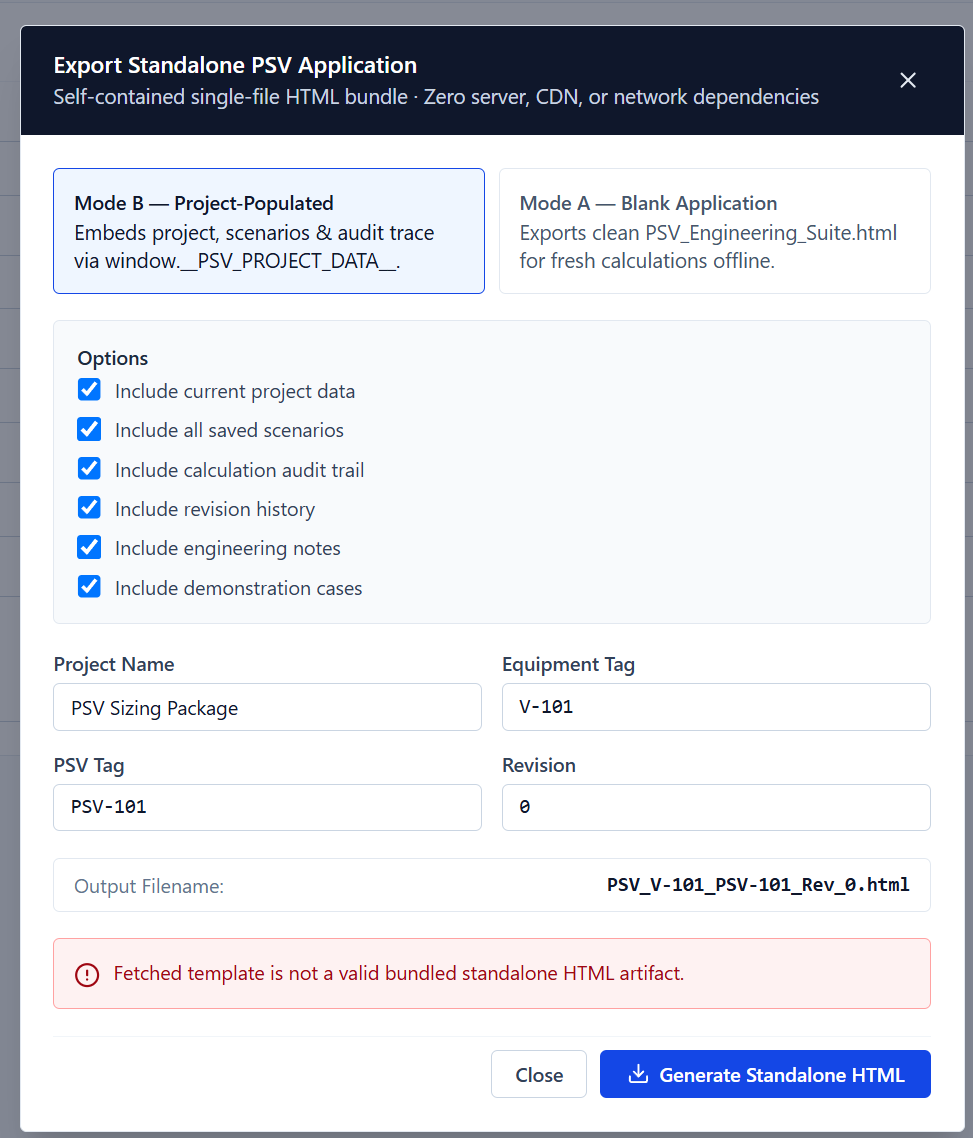 Export Standalone PSV Application
Self-contained single-file HTML bundle · Zero server, CDN, or network dependencies
Mode B — Project-Populated
Embeds project, scenarios & audit trace
via window.__PSV_PROJECT_DATA__.
Mode A — Blank Application
Exports clean PSV_Engineering_Suite.html
for fresh calculations offline.
Options
Include current project data
Include all saved scenarios
Include calculation audit trail
Include revision history
Include engineering notes
Include demonstration cases
Project Name
Equipment Tag
PSV Sizing Package
V-101
PSV Tag
Revision
PSV-101
0
Output Filename:
PSV_V-101_PSV-101_Rev_0.html
Fetched template is not a valid bundled standalone HTML artifact.
Close
Generate Standalone HTML